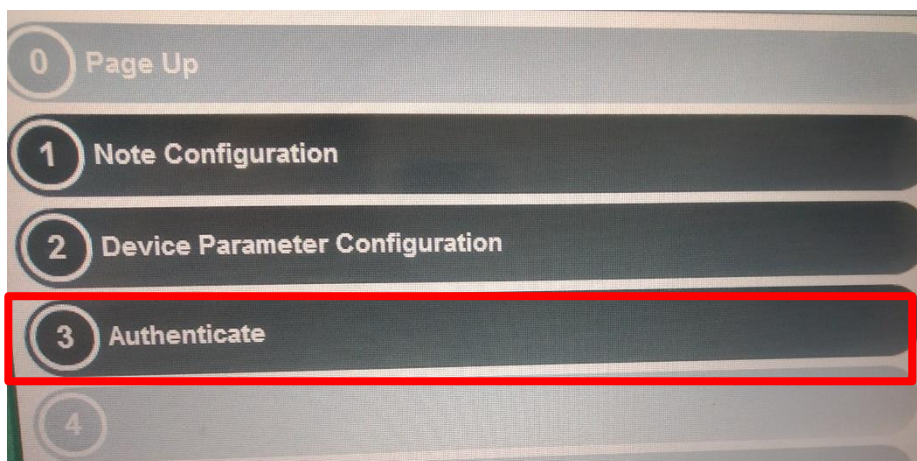 0 Page Up
1 Note Configuration
2 Device Parameter Configuration
3 Authenticate
4